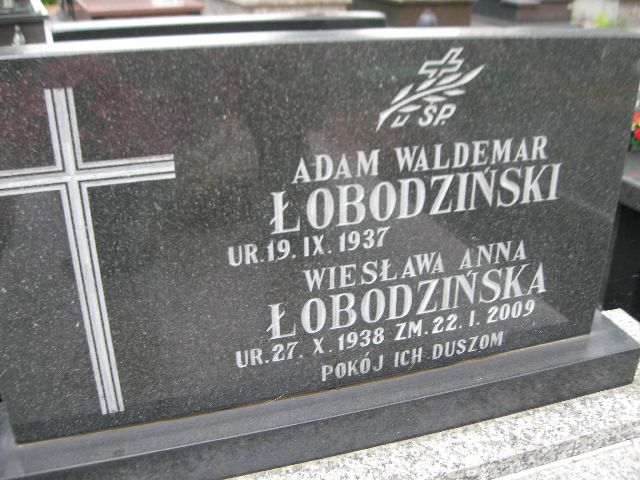 Ś.P.
ADAM WALDEMAR
ŁOBODZIŃSKI
UR. 19. IX. 1937
WIESŁAWA ANNA
ŁOBODZIŃSKA
UR. 27. X. 1938 ZM. 22. I. 2009
POKÓJ ICH DUSZOM